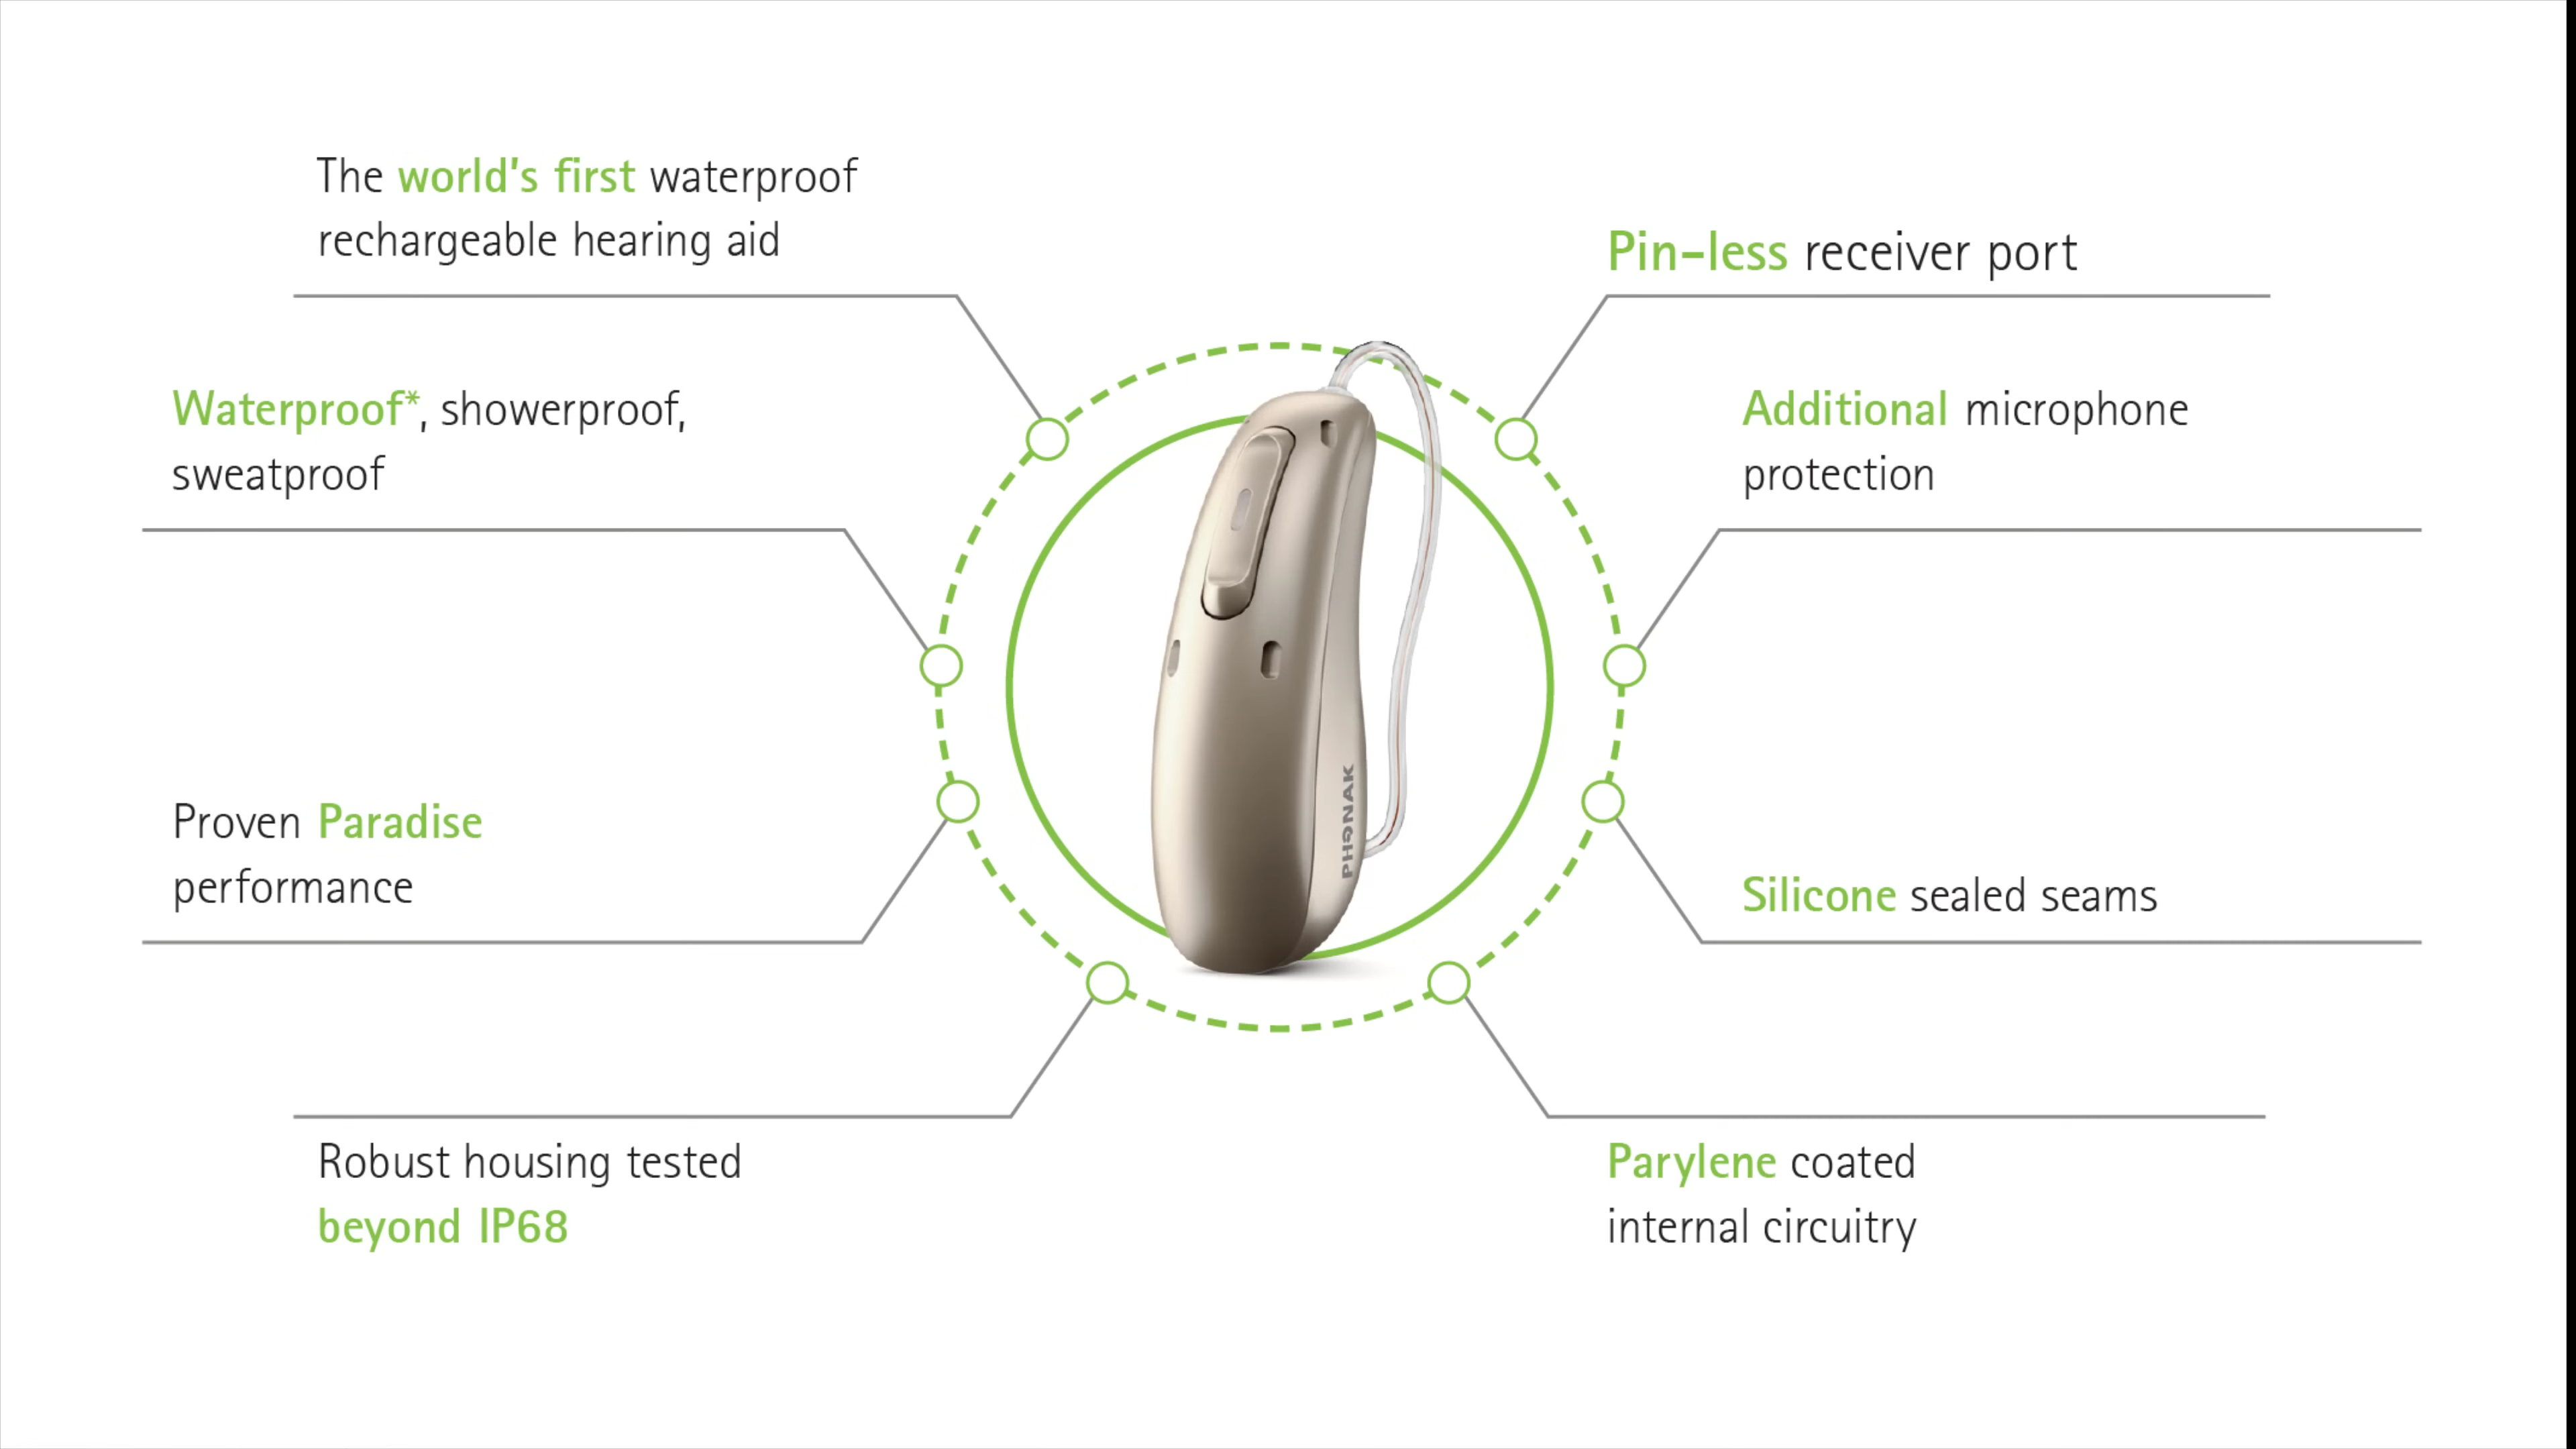 The world's first waterproof
rechargeable hearing aid
Waterproof*, showerproof,
sweatproof
Proven Paradise
performance
Robust housing tested
beyond IP68
Pin-less receiver port
Additional microphone
protection
Silicone sealed seams
Parylene coated
internal circuitry
PHONAK